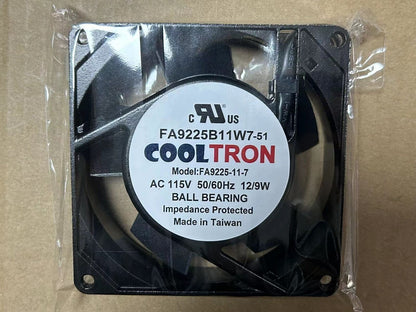 c RU US
FA9225B11W7-51
COOLTRON
Model:FA9225-11-7
AC 115V 50/60Hz 12/9W
BALL BEARING
Impedance Protected
Made in Taiwan